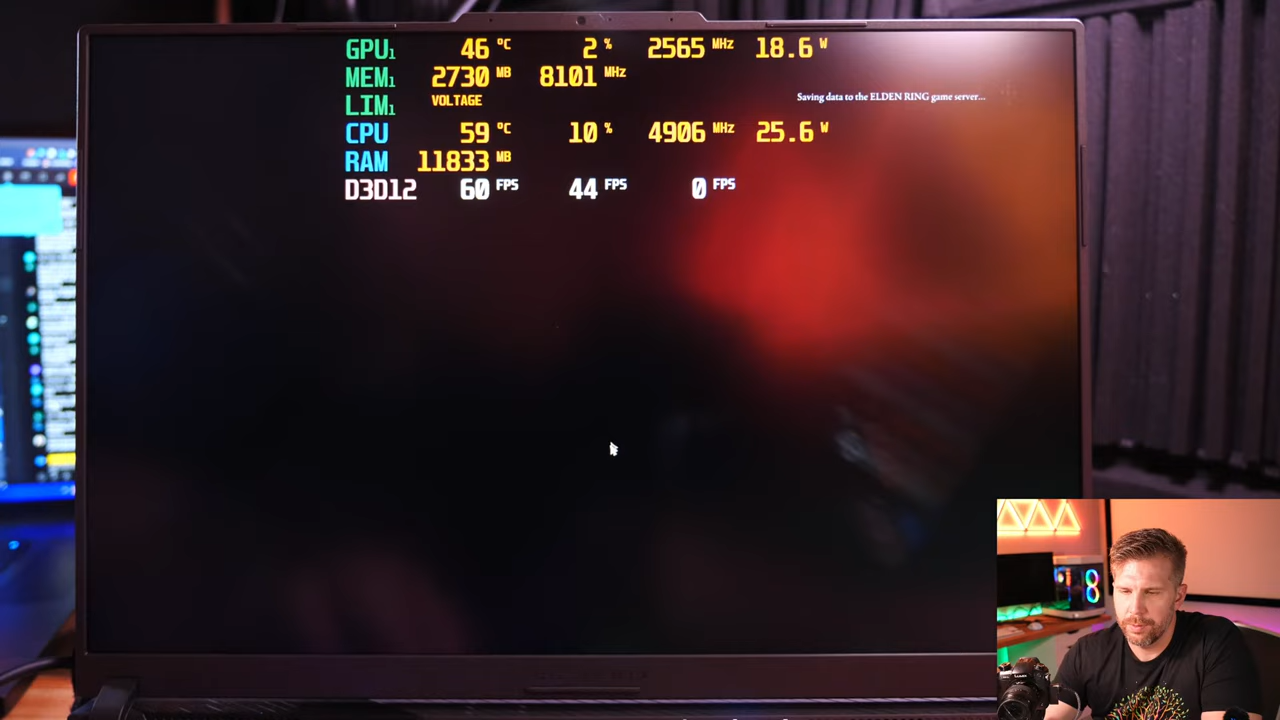 GPU1 46 °C 2 % 2565 MHz 18.6 W
MEM1 2730 MB 8101 MHz
Saving data to the ELDEN RING game server...
LIM1 VOLTAGE
CPU 59 °C 10 % 4906 MHz 25.6 W
RAM 11833 MB
D3D12 60 FPS 44 FPS 0 FPS